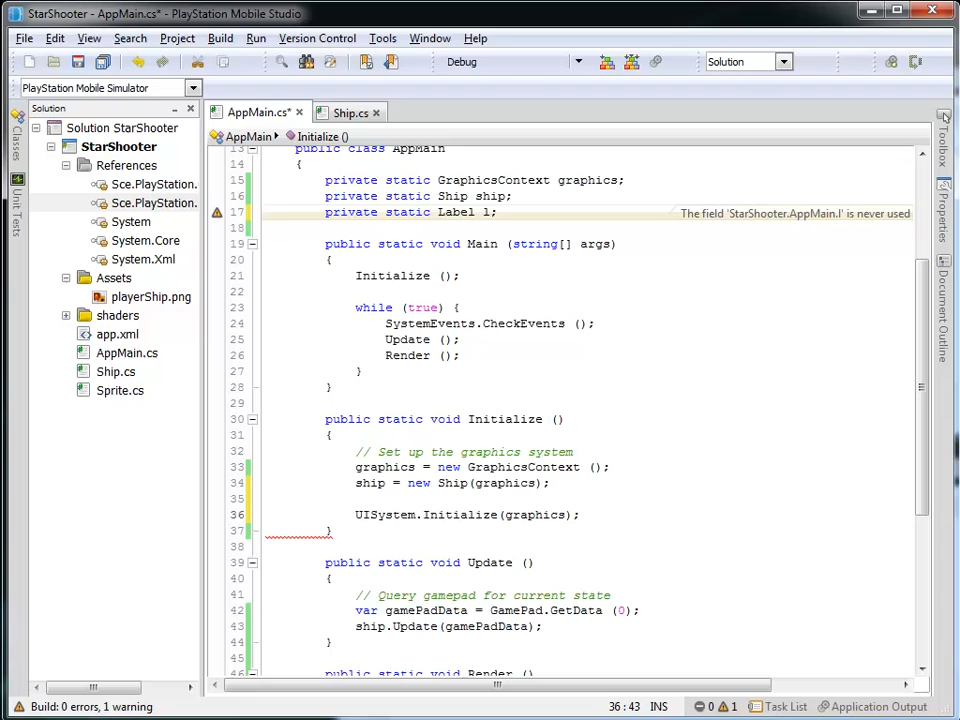 StarShooter - AppMain.cs* - PlayStation Mobile Studio
File Edit View Search Project Build Run Version Control Tools Window Help
Debug Solution
PlayStation Mobile Simulator
Solution
AppMain.cs* Ship.cs
AppMain Initialize ()
Classes
Unit Tests
Toolbox
Properties
Document Outline
Solution StarShooter
StarShooter
References
Sce.PlayStation.
Sce.PlayStation.
System
System.Core
System.Xml
Assets
playerShip.png
shaders
app.xml
AppMain.cs
Ship.cs
Sprite.cs
13 public class AppMain
14 {
15 private static GraphicsContext graphics;
16 private static Ship ship;
17 private static Label l; The field 'StarShooter.AppMain.l' is never used
18
19 public static void Main (string[] args)
20 {
21 Initialize ();
22
23 while (true) {
24 SystemEvents.CheckEvents ();
25 Update ();
26 Render ();
27 }
28 }
29
30 public static void Initialize ()
31 {
32 // Set up the graphics system
33 graphics = new GraphicsContext ();
34 ship = new Ship(graphics);
35
36 UISystem.Initialize(graphics);
37 }
38
39 public static void Update ()
40 {
41 // Query gamepad for current state
42 var gamePadData = GamePad.GetData (0);
43 ship.Update(gamePadData);
44 }
45
46 public static void Render ()
Build: 0 errors, 1 warning 36 : 43 INS 0 1 Task List Application Output